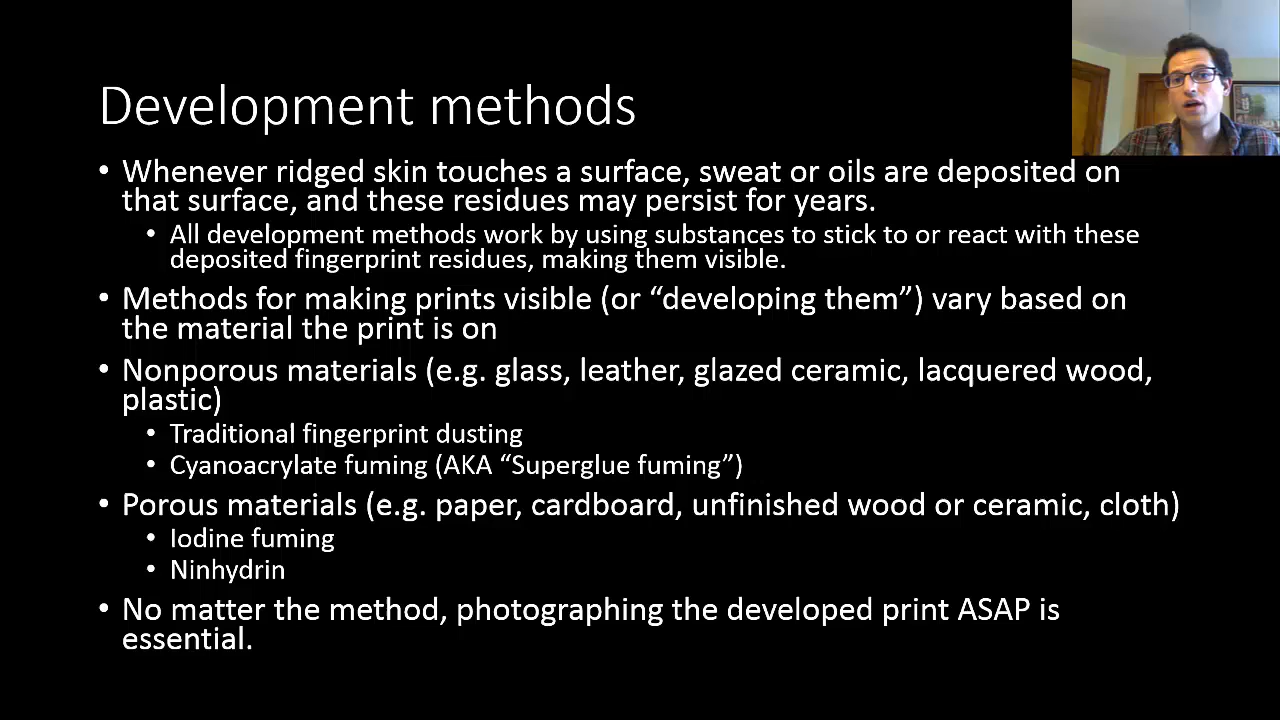 Development methods
• Whenever ridged skin touches a surface, sweat or oils are deposited on
that surface, and these residues may persist for years.
• All development methods work by using substances to stick to or react with these
deposited fingerprint residues, making them visible.
• Methods for making prints visible (or “developing them”) vary based on
the material the print is on
• Nonporous materials (e.g. glass, leather, glazed ceramic, lacquered wood,
plastic)
• Traditional fingerprint dusting
• Cyanoacrylate fuming (AKA “Superglue fuming”)
• Porous materials (e.g. paper, cardboard, unfinished wood or ceramic, cloth)
• Iodine fuming
• Ninhydrin
• No matter the method, photographing the developed print ASAP is
essential.